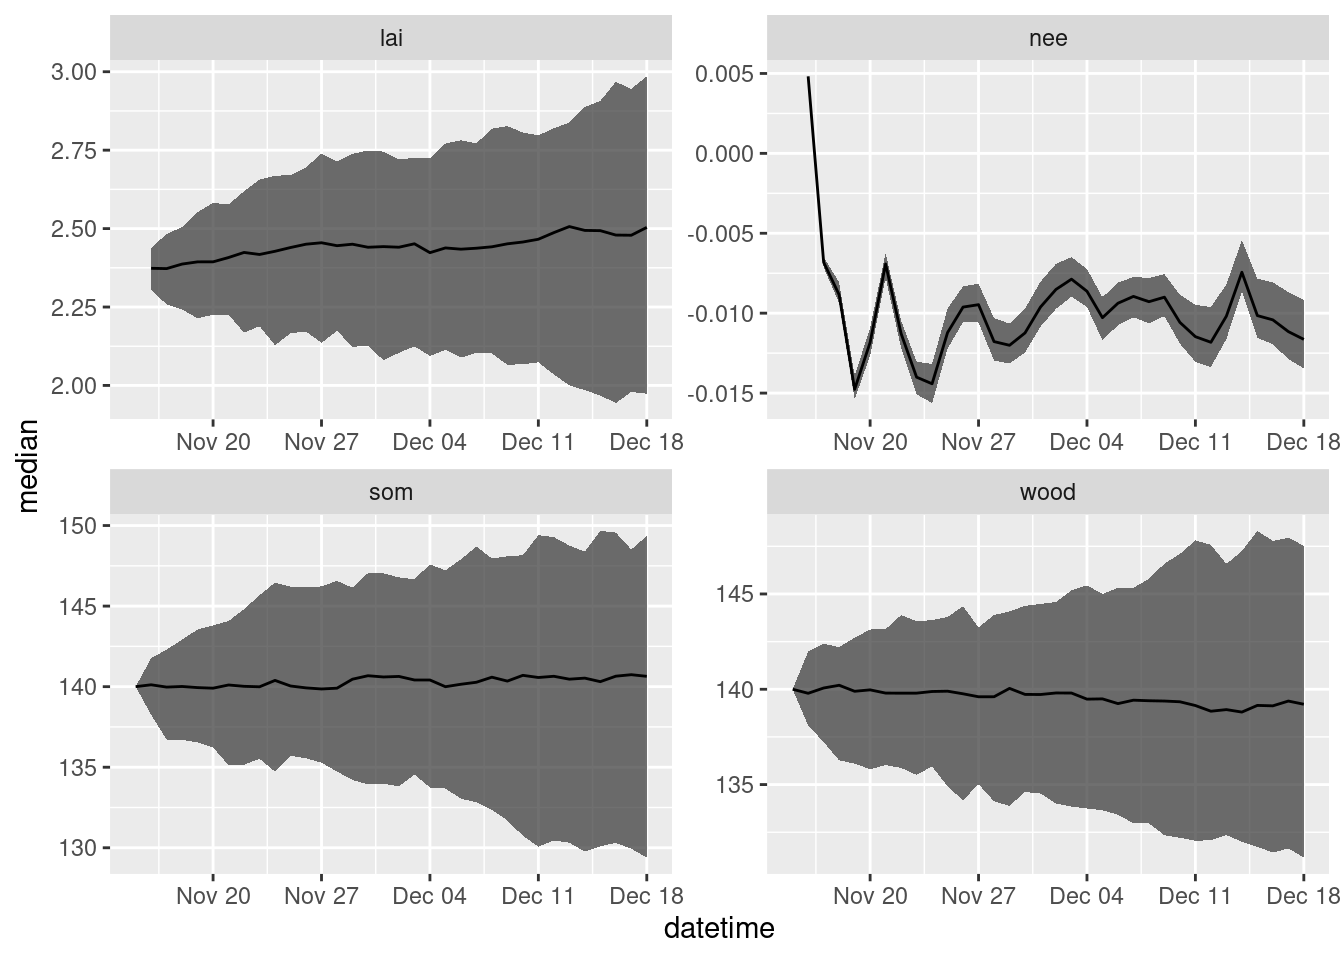 lai
nee
3.00
2.75
2.50
2.25
2.00
0.005
0.000
-0.005
-0.010
-0.015
Nov 20 Nov 27 Dec 04 Dec 11 Dec 18
Nov 20 Nov 27 Dec 04 Dec 11 Dec 18
median
som
wood
150
145
140
135
130
145
140
135
Nov 20 Nov 27 Dec 04 Dec 11 Dec 18
Nov 20 Nov 27 Dec 04 Dec 11 Dec 18
datetime